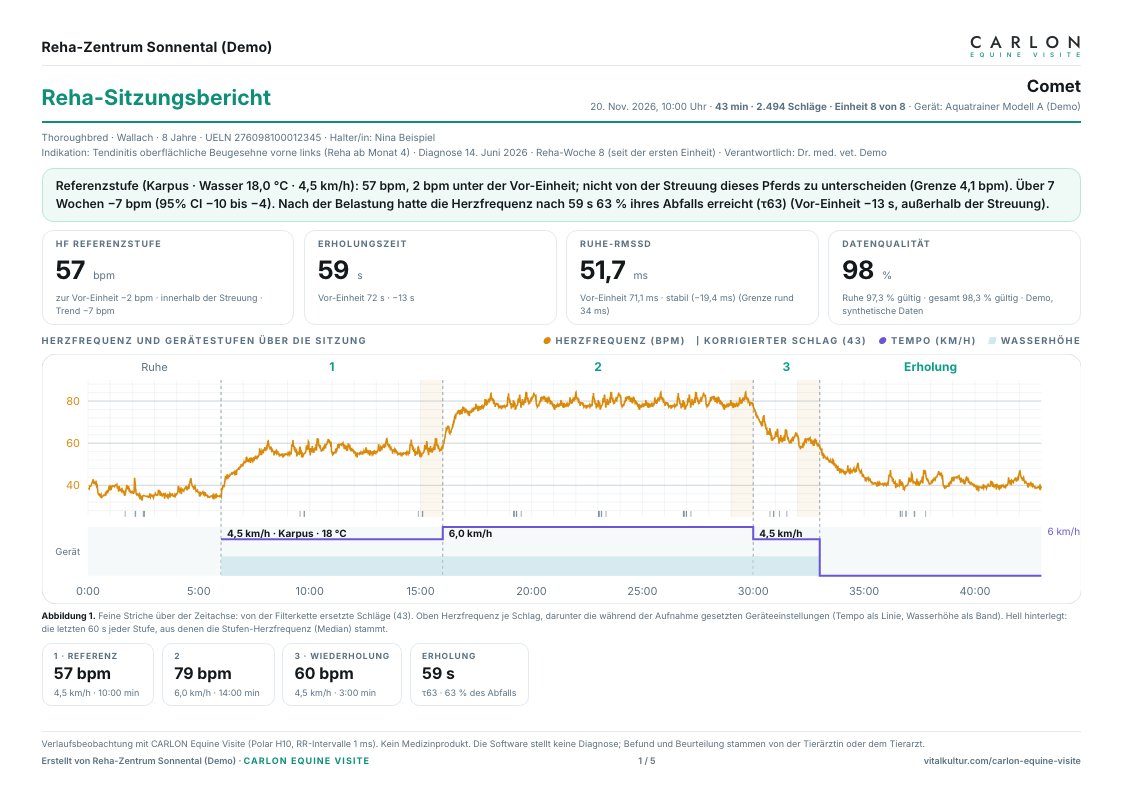 Reha-Zentrum Sonnental (Demo)
CARLON
EQUINE VISITE
Reha-Sitzungsbericht
Comet
20. Nov. 2026, 10:00 Uhr · 43 min · 2.494 Schläge · Einheit 8 von 8 · Gerät: Aquatrainer Modell A (Demo)
Thoroughbred · Wallach · 8 Jahre · UELN 276098100012345 · Halter/in: Nina Beispiel
Indikation: Tendinitis oberflächliche Beugesehne vorne links (Reha ab Monat 4) · Diagnose 14. Juni 2026 · Reha-Woche 8 (seit der ersten Einheit) · Verantwortlich: Dr. med. vet. Demo
Referenzstufe (Karpus · Wasser 18,0 °C · 4,5 km/h): 57 bpm, 2 bpm unter der Vor-Einheit; nicht von der Streuung dieses Pferds zu unterscheiden (Grenze 4,1 bpm). Über 7
Wochen −7 bpm (95% CI −10 bis −4). Nach der Belastung hatte die Herzfrequenz nach 59 s 63 % ihres Abfalls erreicht (τ63) (Vor-Einheit −13 s, außerhalb der Streuung).
HF REFERENZSTUFE
57 bpm
zur Vor-Einheit −2 bpm · innerhalb der Streuung ·
Trend −7 bpm
ERHOLUNGSZEIT
59 s
Vor-Einheit 72 s · −13 s
RUHE-RMSSD
51,7 ms
Vor-Einheit 71,1 ms · stabil (−19,4 ms) (Grenze rund
34 ms)
DATENQUALITÄT
98 %
Ruhe 97,3 % gültig · gesamt 98,3 % gültig · Demo,
synthetische Daten
HERZFREQUENZ UND GERÄTESTUFEN ÜBER DIE SITZUNG
HERZFREQUENZ (BPM) KORRIGIERTER SCHLAG (43) TEMPO (KM/H) WASSERHÖHE
Ruhe 1 2 3 Erholung
80
60
40
4,5 km/h · Karpus · 18 °C 6,0 km/h 4,5 km/h 6 km/h
Gerät
0:00 5:00 10:00 15:00 20:00 25:00 30:00 35:00 40:00
Abbildung 1. Feine Striche über der Zeitachse: von der Filterkette ersetzte Schläge (43). Oben Herzfrequenz je Schlag, darunter die während der Aufnahme gesetzten Geräteeinstellungen (Tempo als Linie, Wasserhöhe als Band). Hell hinterlegt:
die letzten 60 s jeder Stufe, aus denen die Stufen-Herzfrequenz (Median) stammt.
1 · REFERENZ
57 bpm
4,5 km/h · 10:00 min
2
79 bpm
6,0 km/h · 14:00 min
3 · WIEDERHOLUNG
60 bpm
4,5 km/h · 3:00 min
ERHOLUNG
59 s
τ63 · 63 % des Abfalls
Verlaufsbeobachtung mit CARLON Equine Visite (Polar H10, RR-Intervalle 1 ms). Kein Medizinprodukt. Die Software stellt keine Diagnose; Befund und Beurteilung stammen von der Tierärztin oder dem Tierarzt.
Erstellt von Reha-Zentrum Sonnental (Demo) · CARLON EQUINE VISITE
1 / 5
vitalkultur.com/carlon-equine-visite